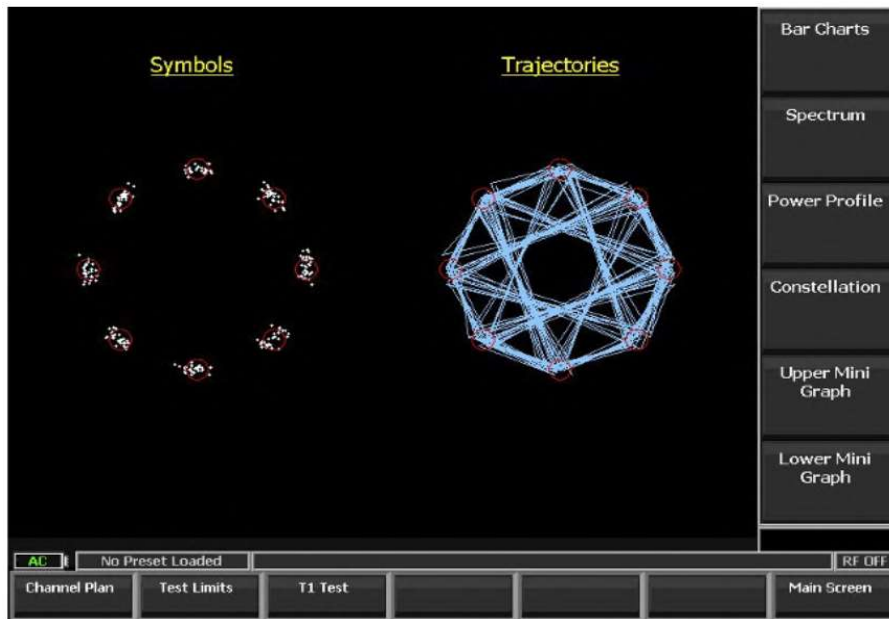 Symbols
Trajectories
Bar Charts
Spectrum
Power Profile
Constellation
Upper Mini
Graph
Lower Mini
Graph
AC
No Preset Loaded
RF OFF
Channel Plan
Test Limits
T1 Test
Main Screen